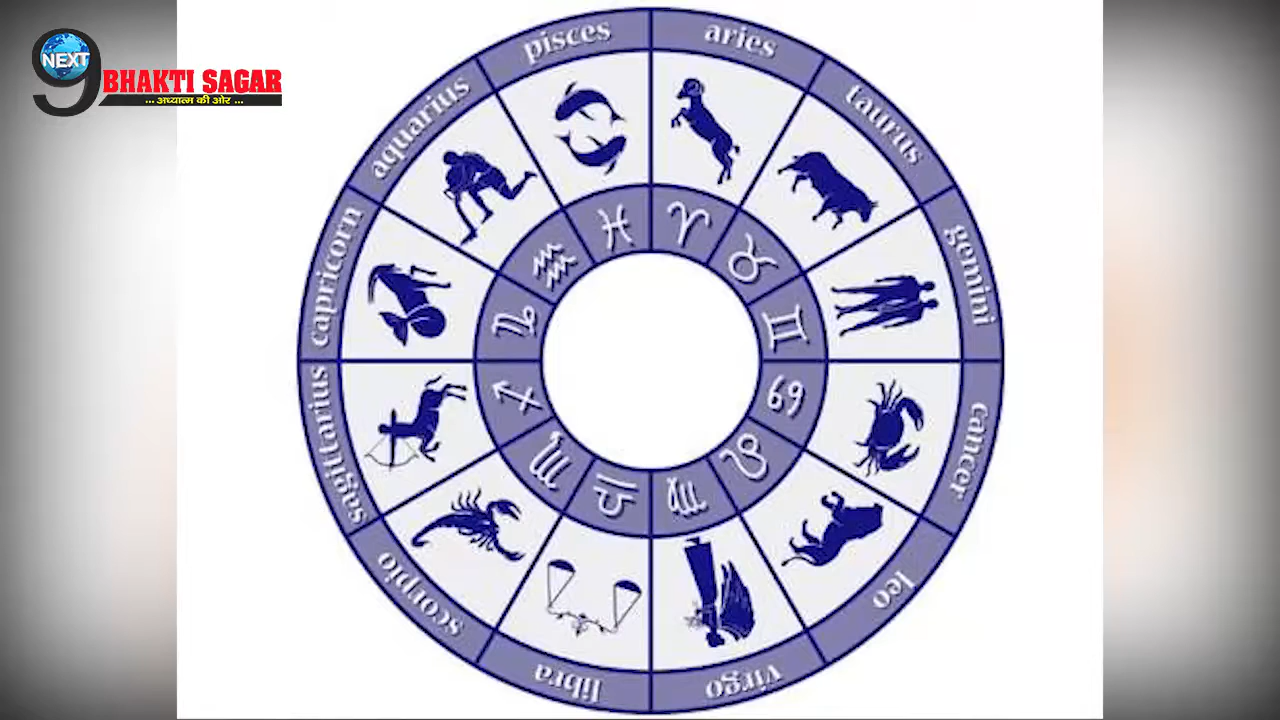 9
NEXT
BHAKTI SAGAR
... अध्यात्म की ओर ...
pisces
aries
taurus
gemini
cancer
leo
virgo
libra
scorpio
sagittarius
capricorn
aquarius